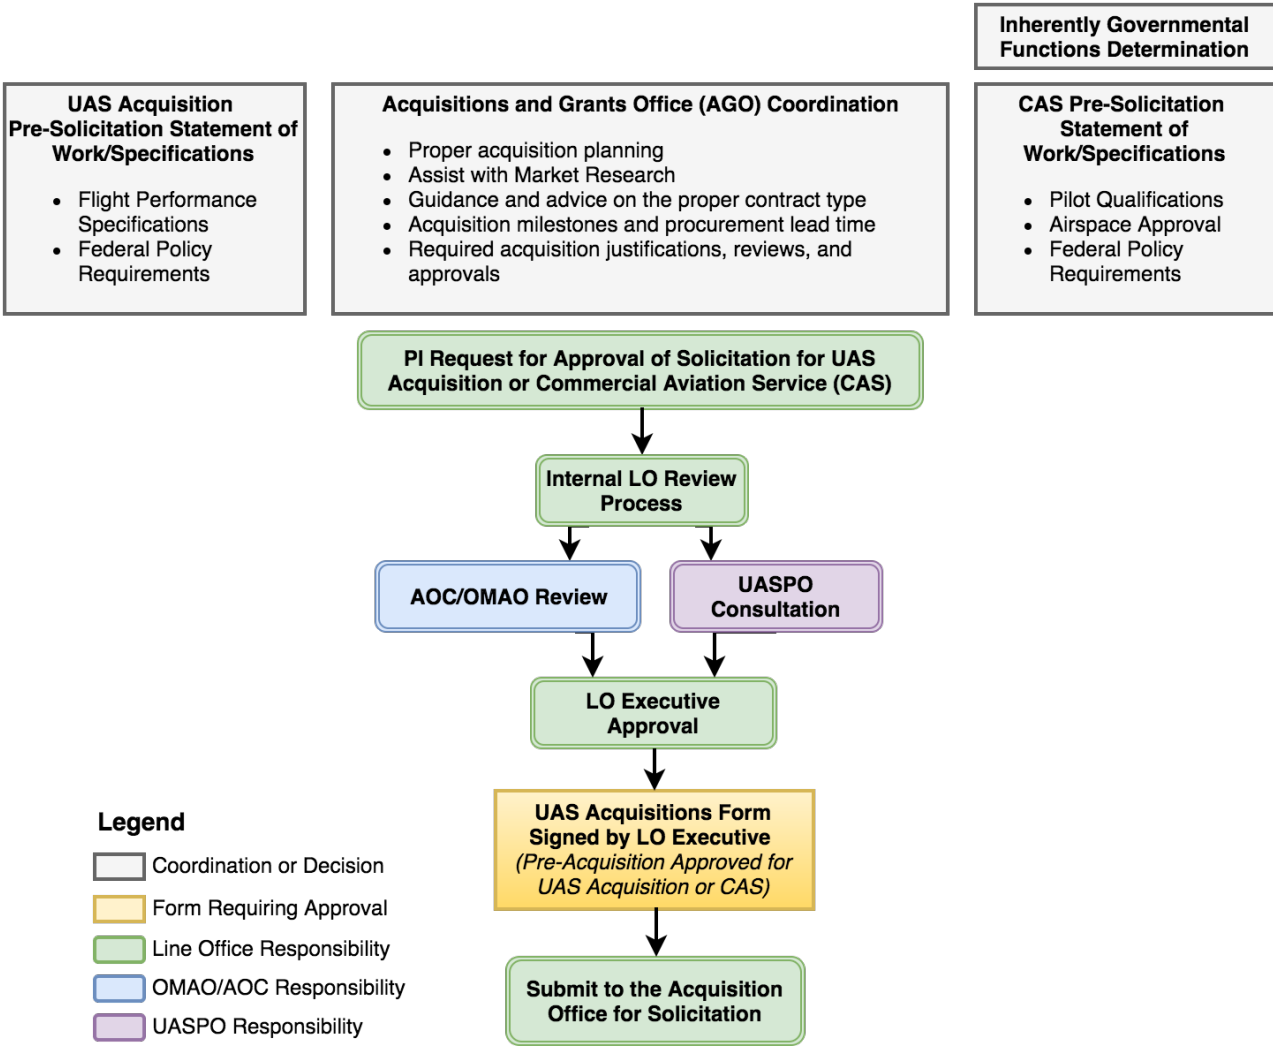 Inherently Governmental
Functions Determination
UAS Acquisition
Pre-Solicitation Statement of
Work/Specifications
• Flight Performance
Specifications
• Federal Policy
Requirements
Acquisitions and Grants Office (AGO) Coordination
• Proper acquisition planning
• Assist with Market Research
• Guidance and advice on the proper contract type
• Acquisition milestones and procurement lead time
• Required acquisition justifications, reviews, and
approvals
CAS Pre-Solicitation
Statement of
Work/Specifications
• Pilot Qualifications
• Airspace Approval
• Federal Policy
Requirements
PI Request for Approval of Solicitation for UAS
Acquisition or Commercial Aviation Service (CAS)
Internal LO Review
Process
AOC/OMAO Review
UASPO
Consultation
LO Executive
Approval
UAS Acquisitions Form
Signed by LO Executive
(Pre-Acquisition Approved for
UAS Acquisition or CAS)
Submit to the Acquisition
Office for Solicitation
Legend
Coordination or Decision
Form Requiring Approval
Line Office Responsibility
OMAO/AOC Responsibility
UASPO Responsibility